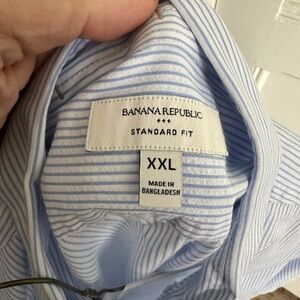 BANANA REPUBLIC
STANDARD FIT
XXL
MADE IN
BANGLADESH